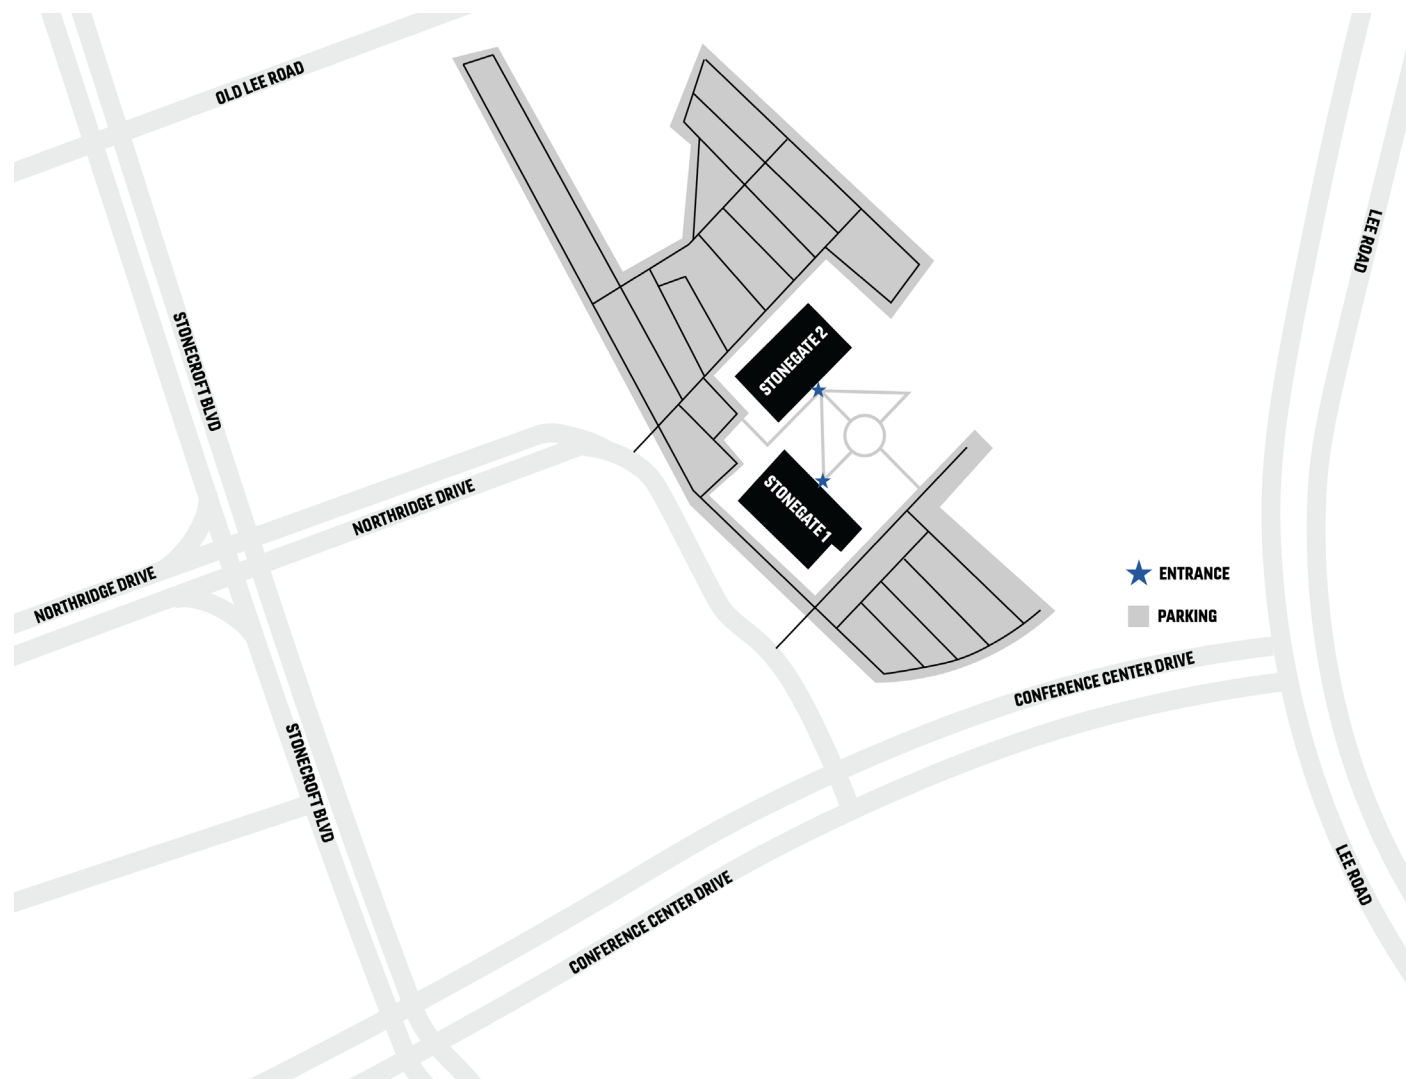 OLD LEE ROAD
LEE ROAD
STONECROFT BLVD
STONEGATE 2
STONEGATE 1
NORTHRIDGE DRIVE
NORTHRIDGE DRIVE
ENTRANCE
PARKING
CONFERENCE CENTER DRIVE
STONECROFT BLVD
LEE ROAD
CONFERENCE CENTER DRIVE